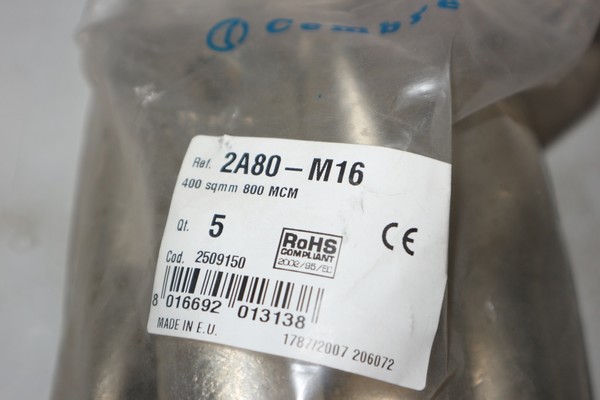 Ref. 2A80-M16
400 sqmm 800 MCM
Qt. 5
Cod. 2509150
RoHS
COMPLIANT
2002/95/EC
CE
8 016692 013138
MADE IN E.U.
1787/2007 206072